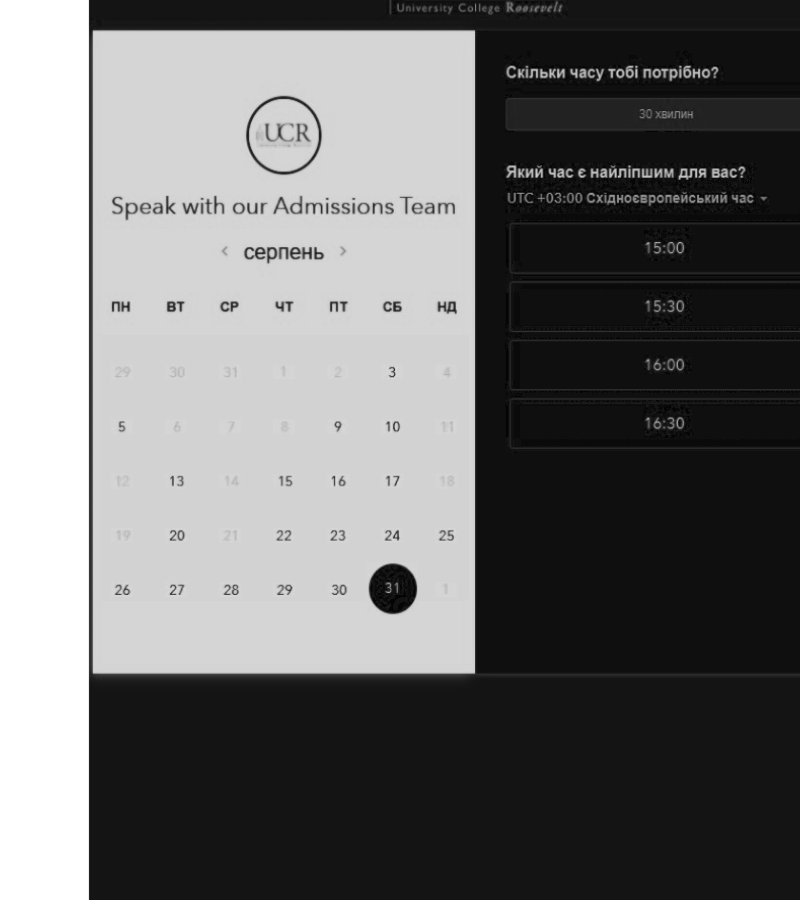 University College Roosevelt
UCR
Speak with our Admissions Team
< серпень >
ПН ВТ СР ЧТ ПТ СБ НД
29 30 31 1 2 3 4
5 6 7 8 9 10 11
12 13 14 15 16 17 18
19 20 21 22 23 24 25
26 27 28 29 30 31 1
Скільки часу тобі потрібно?
30 хвилин
Який час є найліпшим для вас?
UTC +03:00 Східноєвропейський час
15:00
15:30
16:00
16:30